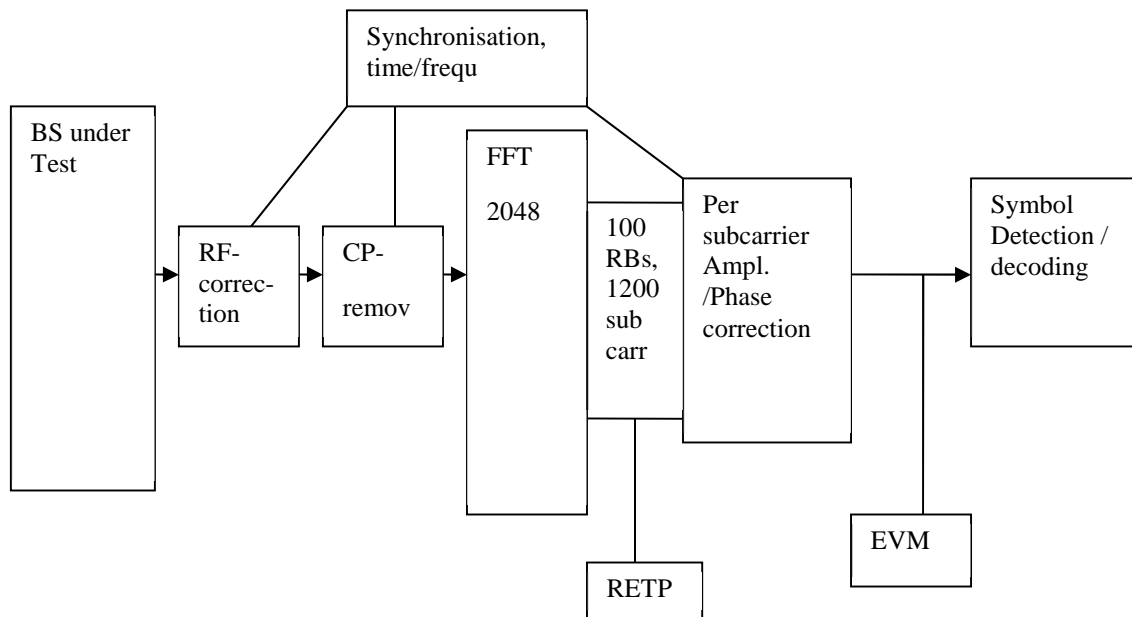 Synchronisation,
time/frequ
BS under
Test
RF-
correc-
tion
CP-
remov
FFT
2048
100
RBs,
1200
sub
carr
Per
subcarrier
Ampl.
/Phase
correction
Symbol
Detection /
decoding
EVM
RETP